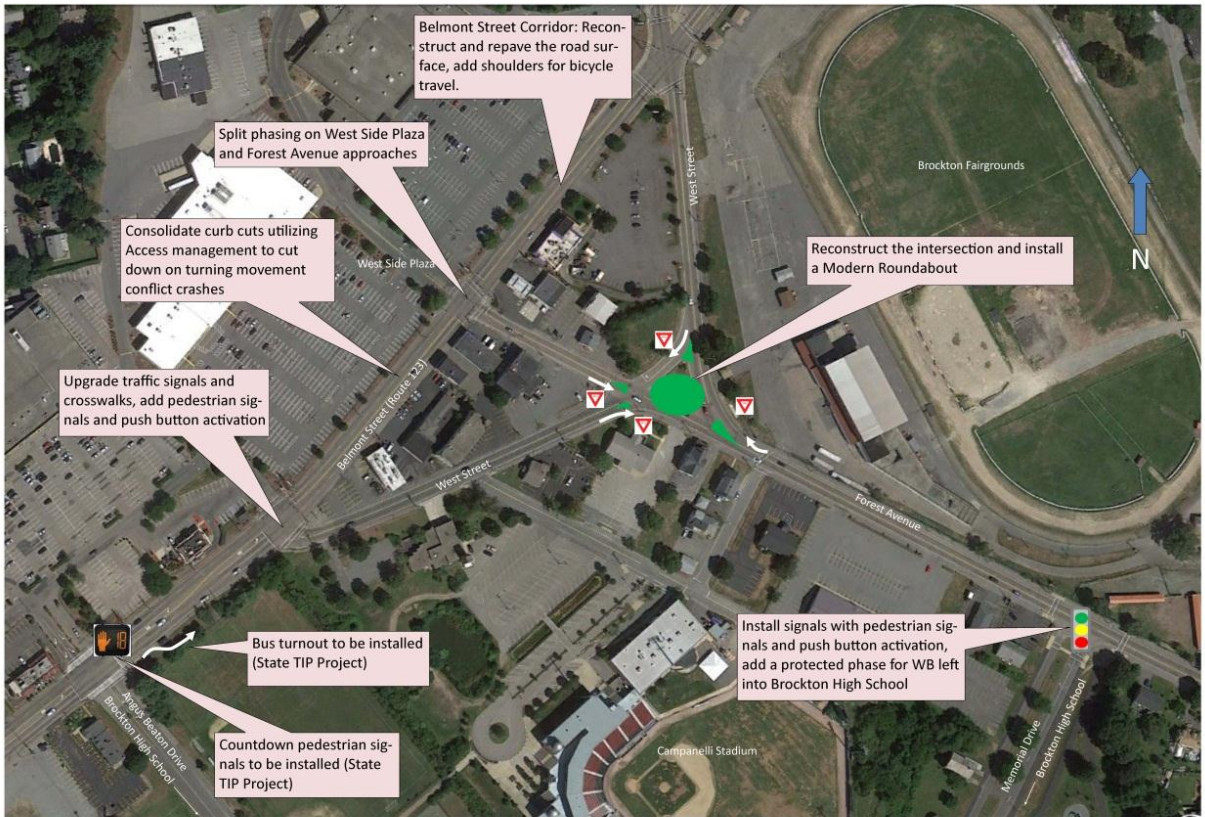 Belmont Street Corridor: Recon-
struct and repave the road sur-
face, add shoulders for bicycle
travel.
Split phasing on West Side Plaza
and Forest Avenue approaches
West Street
Brockton Fairgrounds
N
Consolidate curb cuts utilizing
Access management to cut
down on turning movement
conflict crashes
West Side Plaza
Reconstruct the intersection and install
a Modern Roundabout
Upgrade traffic signals and
crosswalks, add pedestrian sig-
nals and push button activation
Belmont Street (Route 123)
West Street
Forest Avenue
Install signals with pedestrian sig-
nals and push button activation,
add a protected phase for WB left
into Brockton High School
18
Bus turnout to be installed
(State TIP Project)
Angus Beaton Drive
Brockton High School
Countdown pedestrian sig-
nals to be installed (State
TIP Project)
Campanelli Stadium
Memorial Drive
Brockton High School